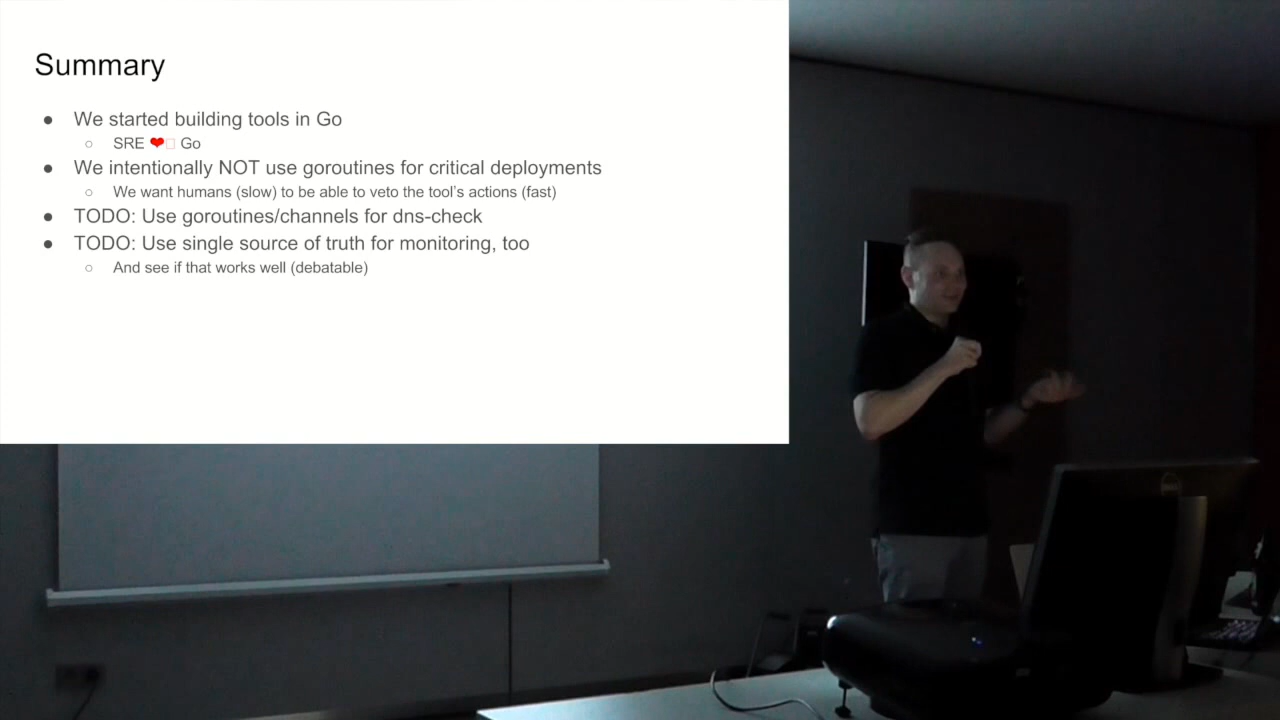 Summary
● We started building tools in Go
○ SRE ❤□ Go
● We intentionally NOT use goroutines for critical deployments
○ We want humans (slow) to be able to veto the tool's actions (fast)
● TODO: Use goroutines/channels for dns-check
● TODO: Use single source of truth for monitoring, too
○ And see if that works well (debatable)
DELL